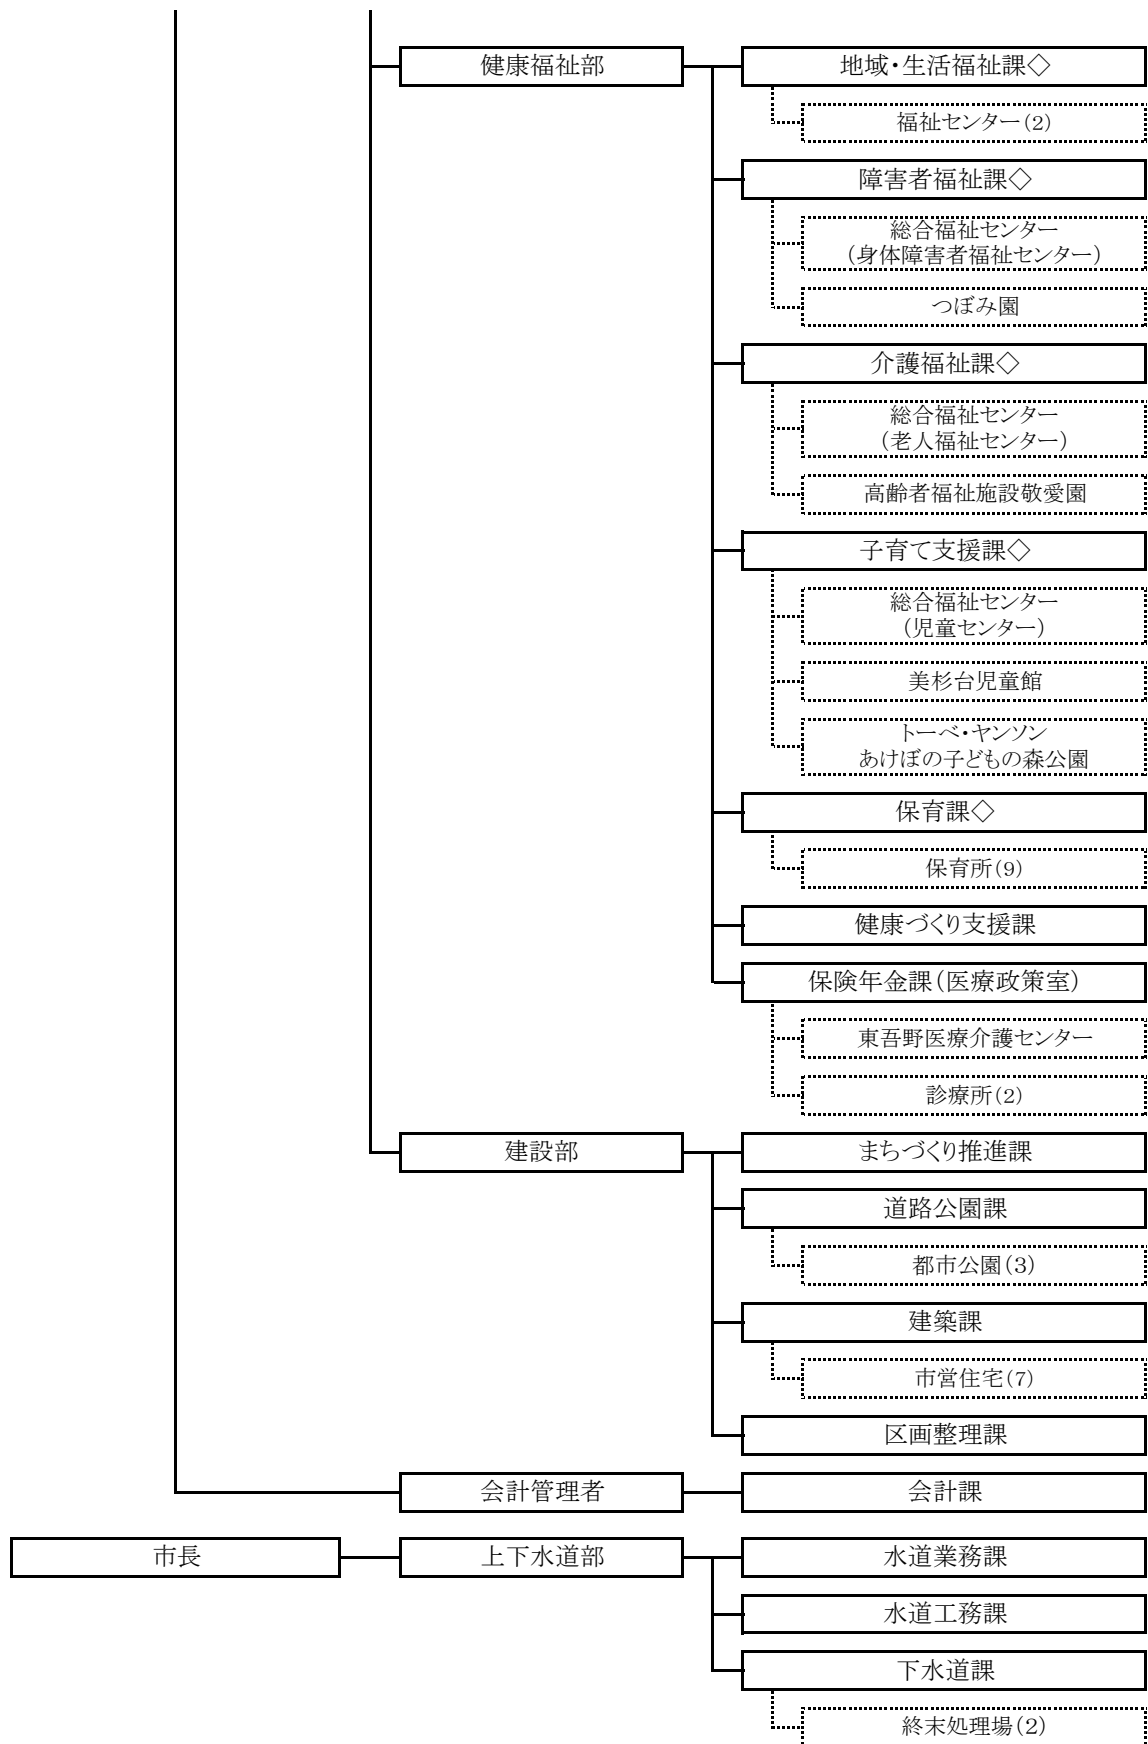 健康福祉部
地域・生活福祉課◇
福祉センター(2)
障害者福祉課◇
総合福祉センター
(身体障害者福祉センター)
つぼみ園
介護福祉課◇
総合福祉センター
(老人福祉センター)
高齢者福祉施設敬愛園
子育て支援課◇
総合福祉センター
(児童センター)
美杉台児童館
トーベ・ヤンソン
あけぼの子どもの森公園
保育課◇
保育所(9)
健康づくり支援課
保険年金課(医療政策室)
東吾野医療介護センター
診療所(2)
建設部
まちづくり推進課
道路公園課
都市公園(3)
建築課
市営住宅(7)
区画整理課
会計管理者
会計課
市長
上下水道部
水道業務課
水道工務課
下水道課
終末処理場(2)